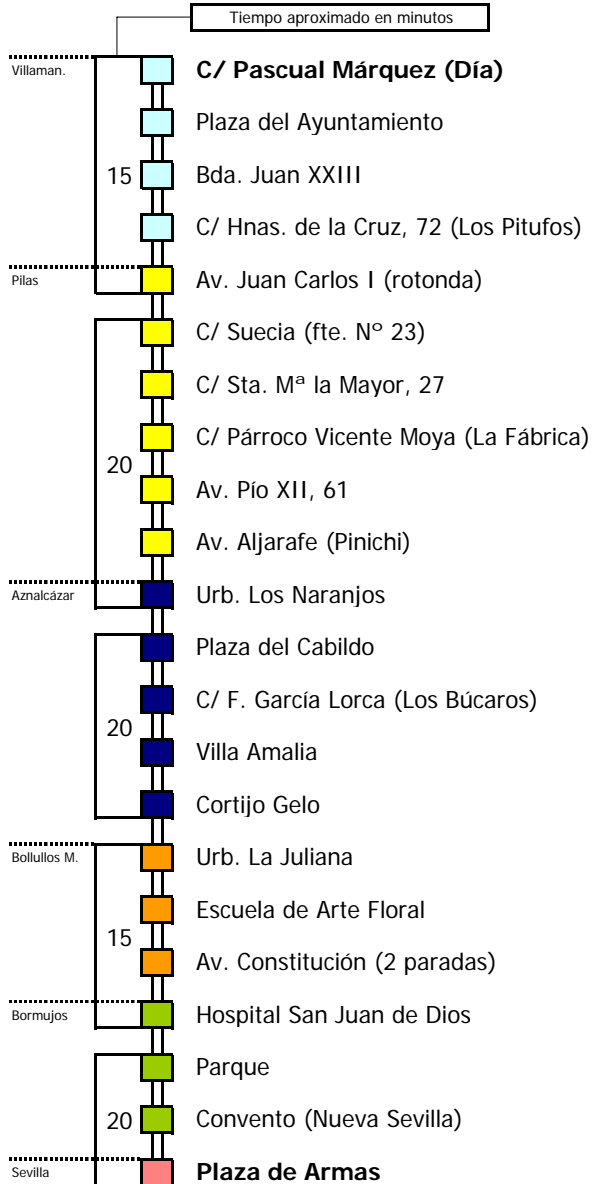 Tiempo aproximado en minutos
Villaman.
C/ Pascual Márquez (Día)
Plaza del Ayuntamiento
15
Bda. Juan XXIII
C/ Hnas. de la Cruz, 72 (Los Pitufos)
Pilas
Av. Juan Carlos I (rotonda)
C/ Suecia (fte. Nº 23)
C/ Sta. Mª la Mayor, 27
C/ Párroco Vicente Moya (La Fábrica)
20
Av. Pío XII, 61
Av. Aljarafe (Pinichi)
Aznalcázar
Urb. Los Naranjos
Plaza del Cabildo
C/ F. García Lorca (Los Búcaros)
20
Villa Amalia
Cortijo Gelo
Bollullos M.
Urb. La Juliana
Escuela de Arte Floral
15
Av. Constitución (2 paradas)
Bormujos
Hospital San Juan de Dios
Parque
20
Convento (Nueva Sevilla)
Sevilla
Plaza de Armas